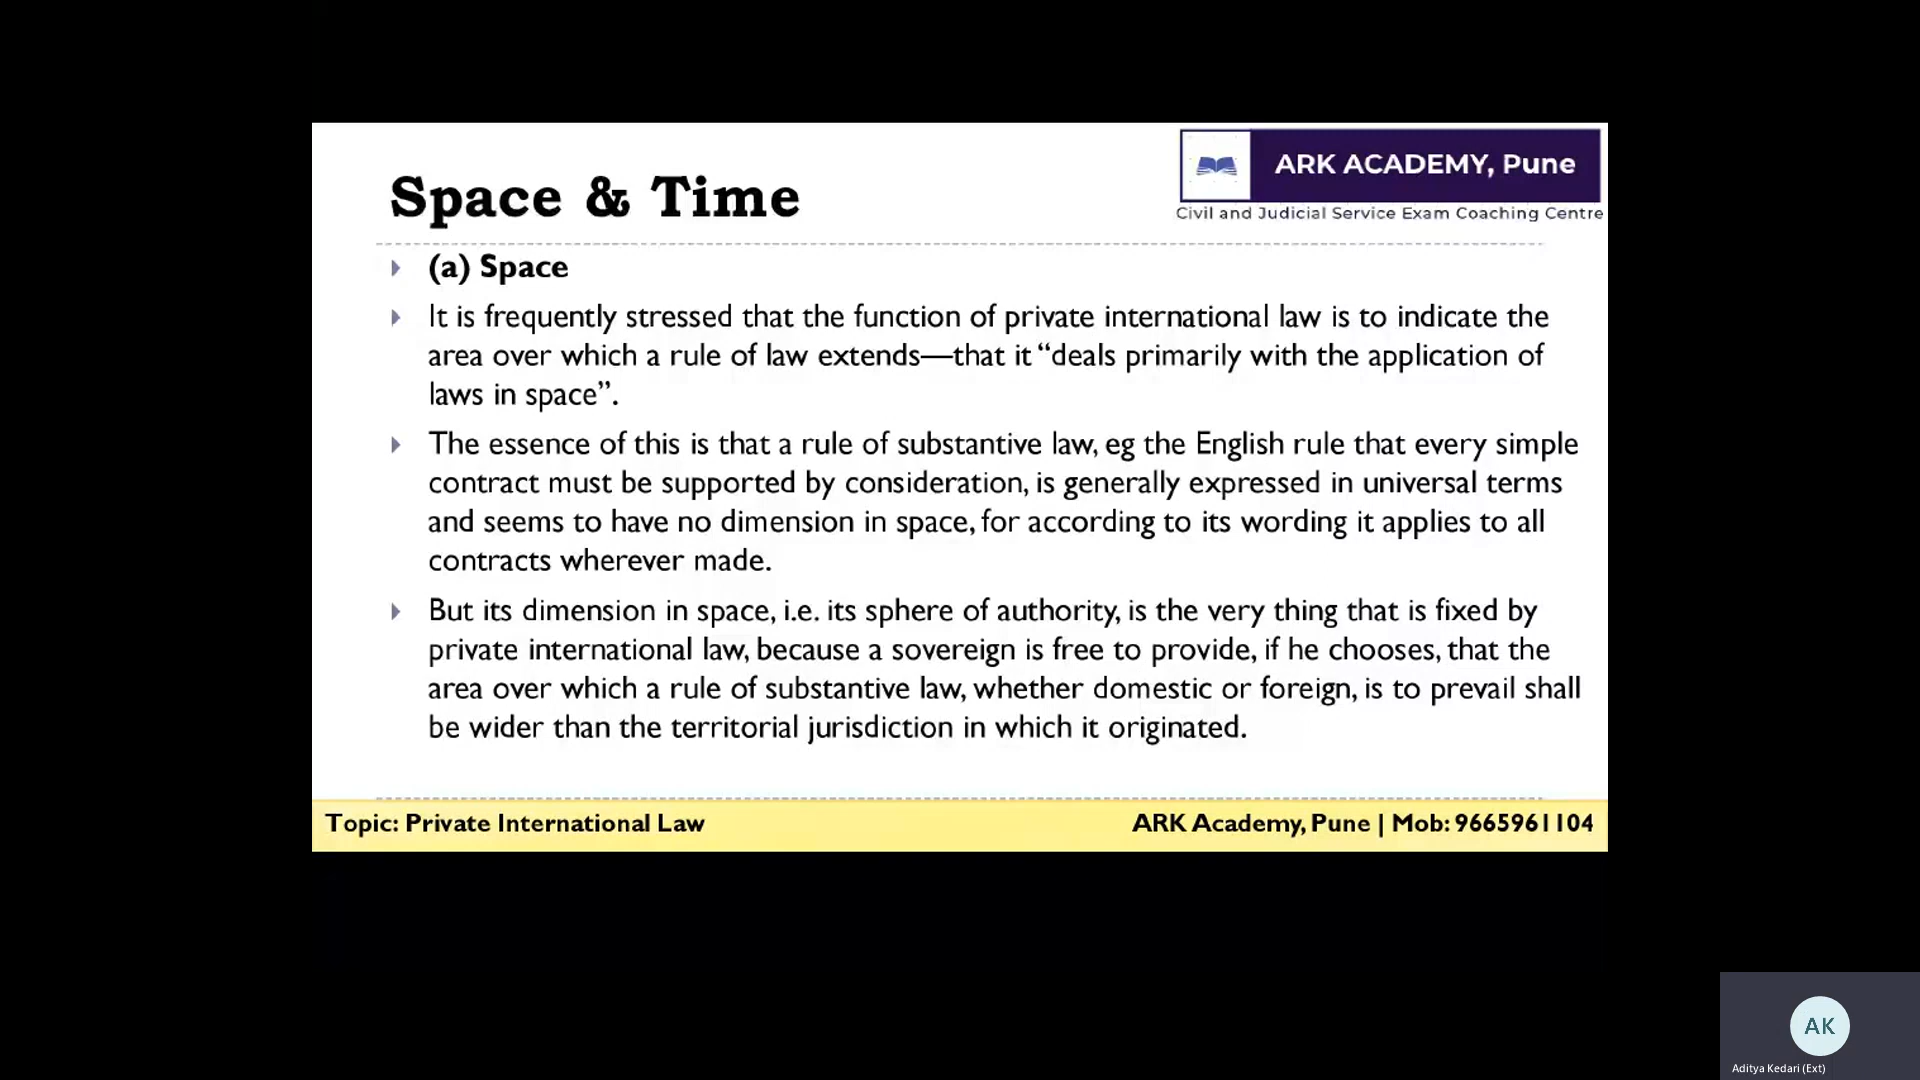 ARK ACADEMY, Pune
Civil and Judicial Service Exam Coaching Centre
Space & Time
(a) Space
It is frequently stressed that the function of private international law is to indicate the
area over which a rule of law extends—that it “deals primarily with the application of
laws in space”.
The essence of this is that a rule of substantive law, eg the English rule that every simple
contract must be supported by consideration, is generally expressed in universal terms
and seems to have no dimension in space, for according to its wording it applies to all
contracts wherever made.
But its dimension in space, i.e. its sphere of authority, is the very thing that is fixed by
private international law, because a sovereign is free to provide, if he chooses, that the
area over which a rule of substantive law, whether domestic or foreign, is to prevail shall
be wider than the territorial jurisdiction in which it originated.
Topic: Private International Law
ARK Academy, Pune | Mob: 9665961104
AK
Aditya Kedari (Ext)